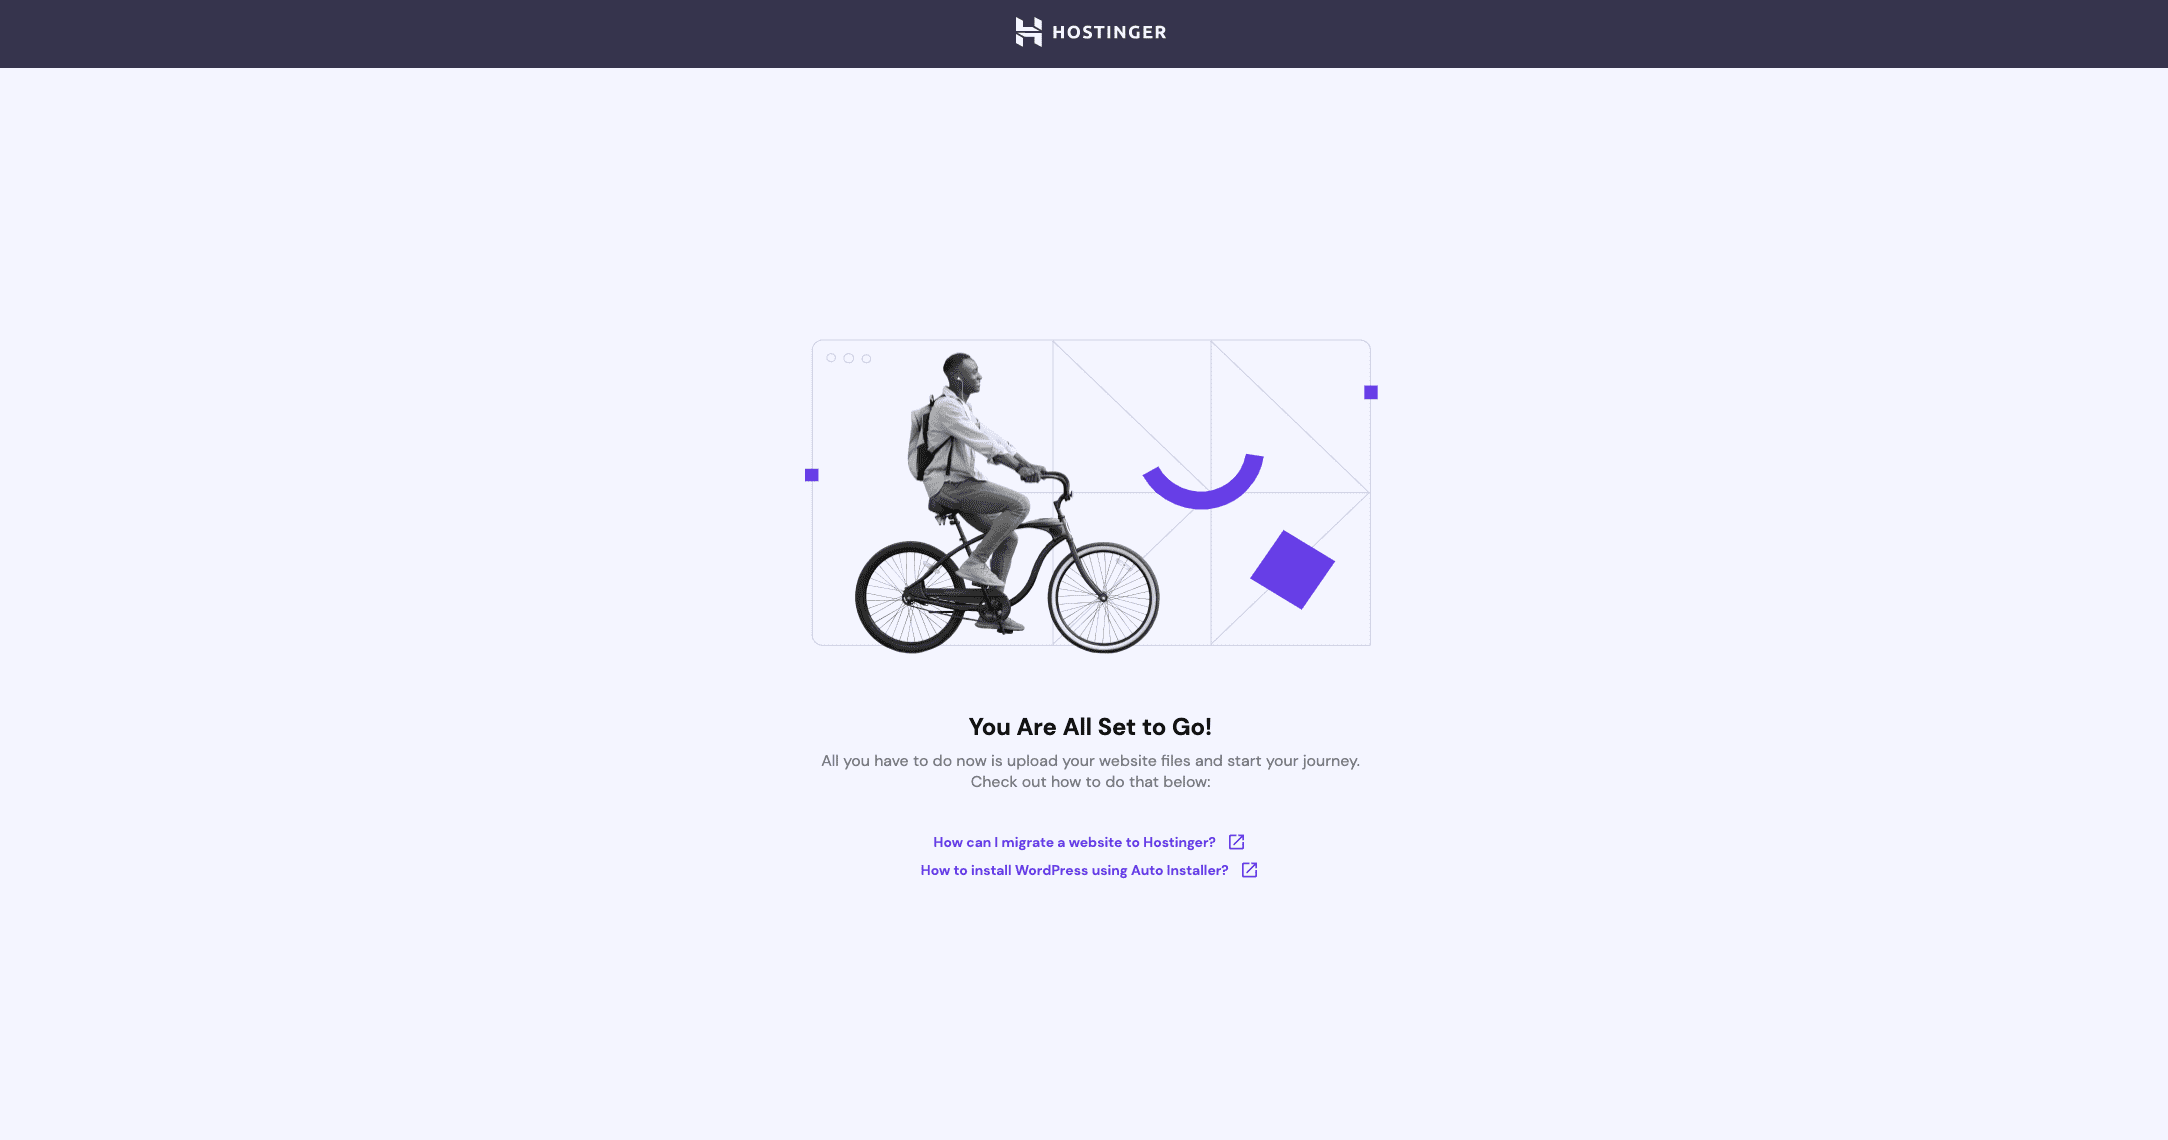 HOSTINGER
You Are All Set to Go!
All you have to do now is upload your website files and start your journey.
Check out how to do that below:
How can I migrate a website to Hostinger?
How to install WordPress using Auto Installer?